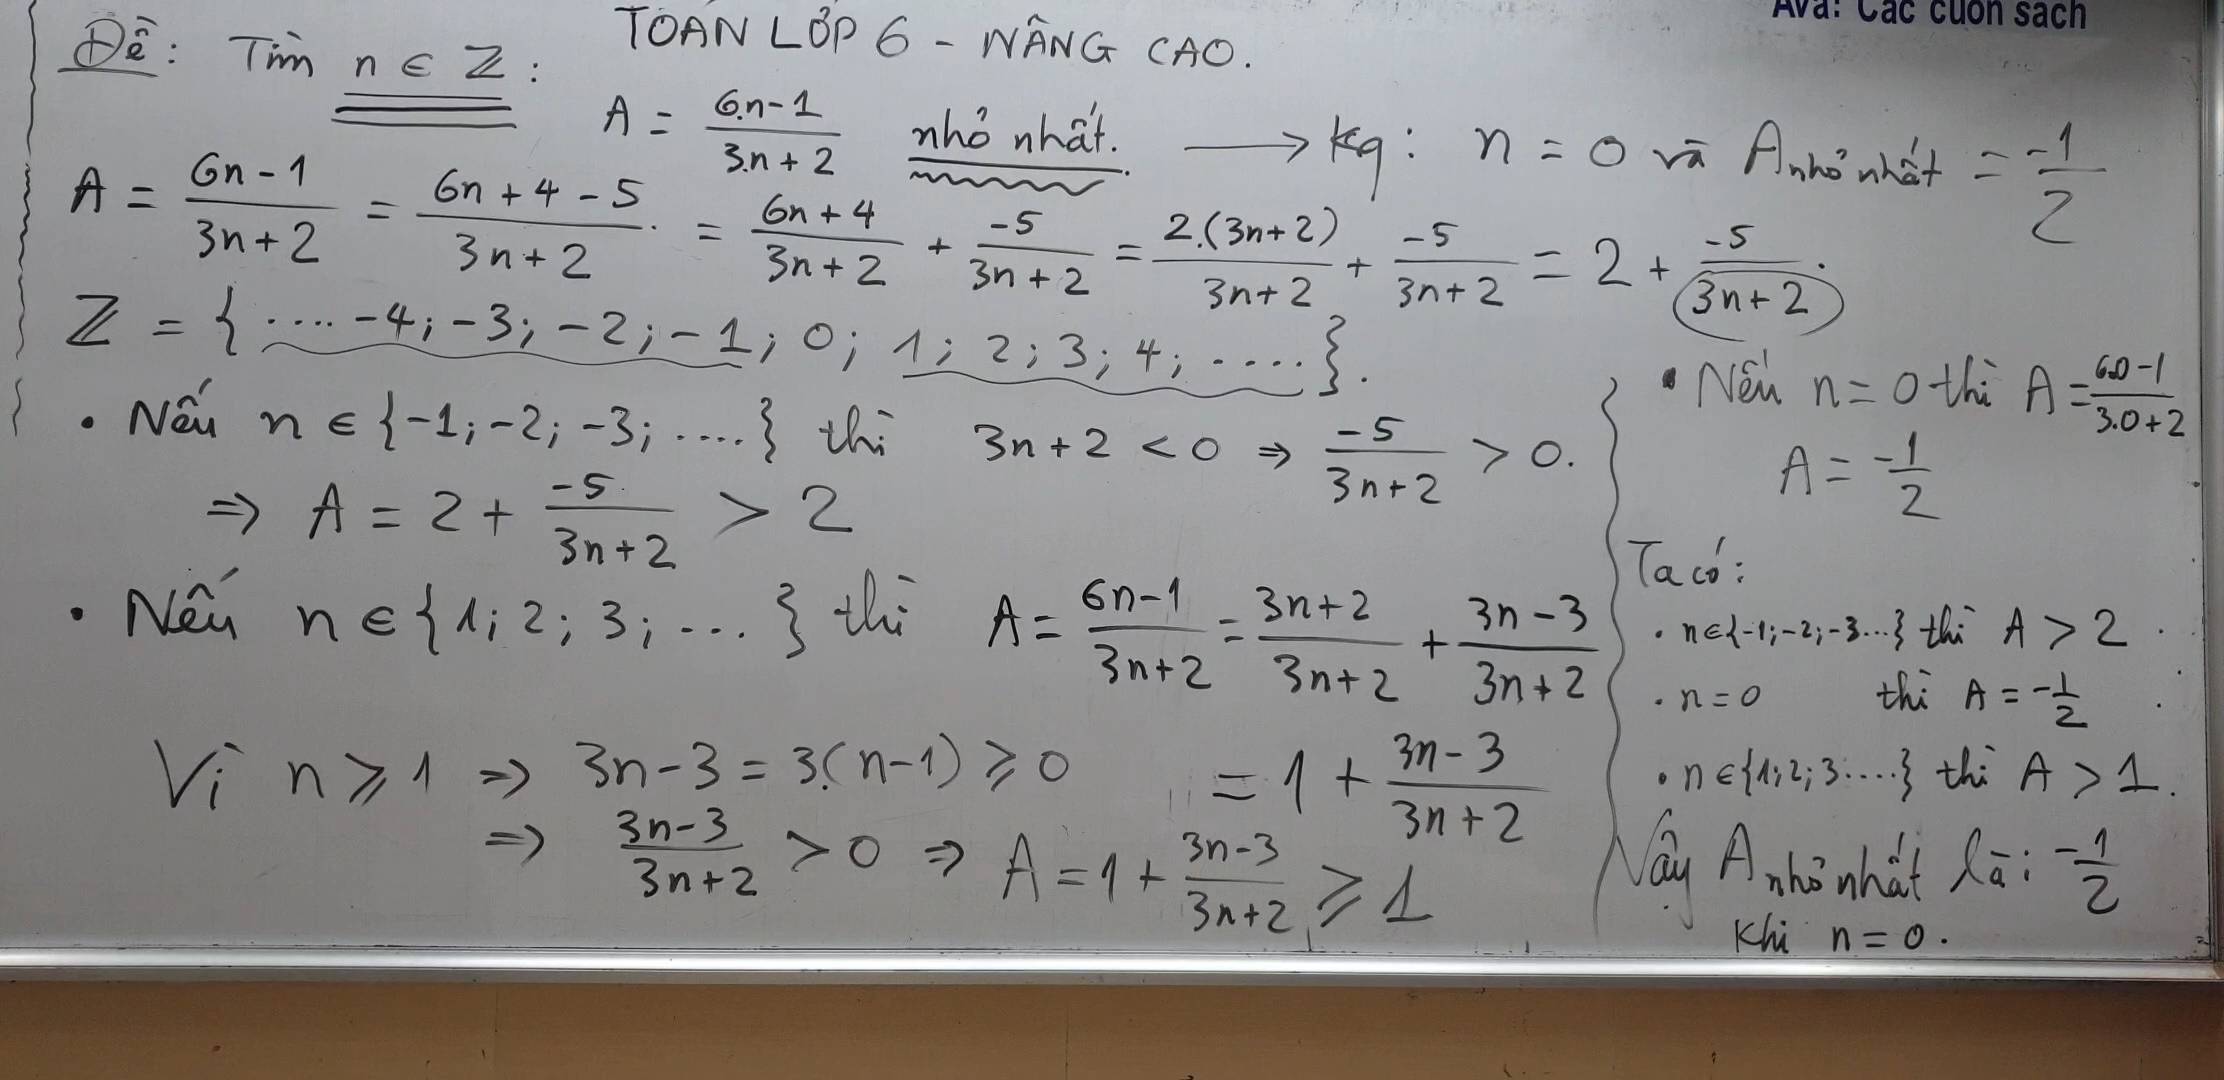 Ava: Các cuốn sách
TOÁN LỚP 6 - NÂNG CAO.
Đề: Tìm n ∈ Z:
A = (6.n-1)/(3.n+2) nhỏ nhất. → Kq: n = 0 và A nhỏ nhất = -1/2
A = (6n-1)/(3n+2) = (6n+4-5)/(3n+2) = (6n+4)/(3n+2) + (-5)/(3n+2) = 2.(3n+2)/(3n+2) + (-5)/(3n+2) = 2 + (-5)/(3n+2).
Z = {.... -4; -3; -2; -1; 0; 1; 2; 3; 4; ....}.
• Nếu n ∈ {-1; -2; -3; ....} thì 3n+2 < 0 ⇒ (-5)/(3n+2) > 0.
⇒ A = 2 + (-5)/(3n+2) > 2
• Nếu n ∈ {1; 2; 3; ...} thì A = (6n-1)/(3n+2) = (3n+2)/(3n+2) + (3n-3)/(3n+2)
= 1 + (3n-3)/(3n+2)
Vì n ⩾ 1 ⇒ 3n-3 = 3.(n-1) ⩾ 0
⇒ (3n-3)/(3n+2) > 0 ⇒ A = 1 + (3n-3)/(3n+2) ⩾ 1
• Nếu n = 0 thì A = (6.0-1)/(3.0+2)
A = -1/2
Ta có:
• n∈{-1;-2;-3...} thì A > 2
• n = 0 thì A = -1/2
• n∈{1;2;3....} thì A > 1.
Vậy A nhỏ nhất là: -1/2
Khi n = 0.